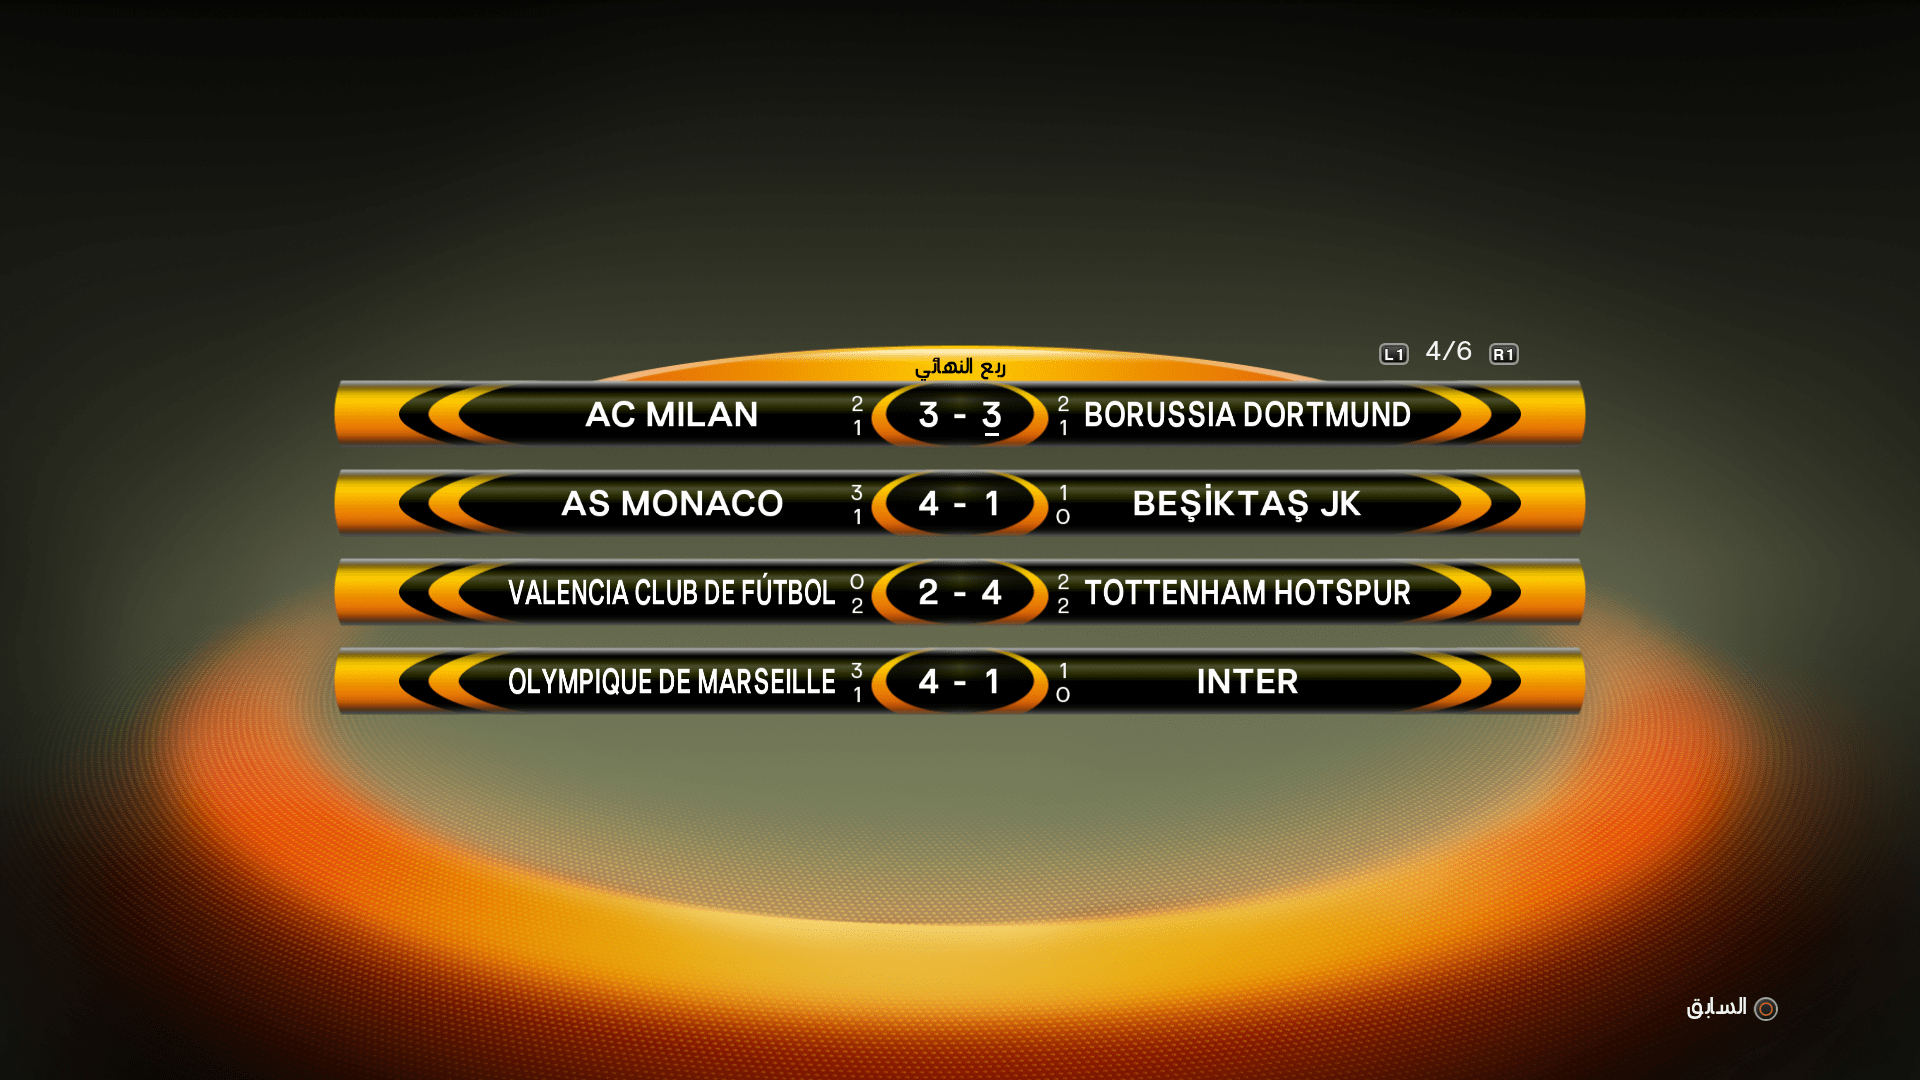 L1 4/6 R1
ربع النهائي
AC MILAN 2 1 3 - 3 2 1 BORUSSIA DORTMUND
AS MONACO 3 1 4 - 1 1 0 BEŞİKTAŞ JK
VALENCIA CLUB DE FÚTBOL 0 2 2 - 4 2 2 TOTTENHAM HOTSPUR
OLYMPIQUE DE MARSEILLE 3 1 4 - 1 1 0 INTER
السابق